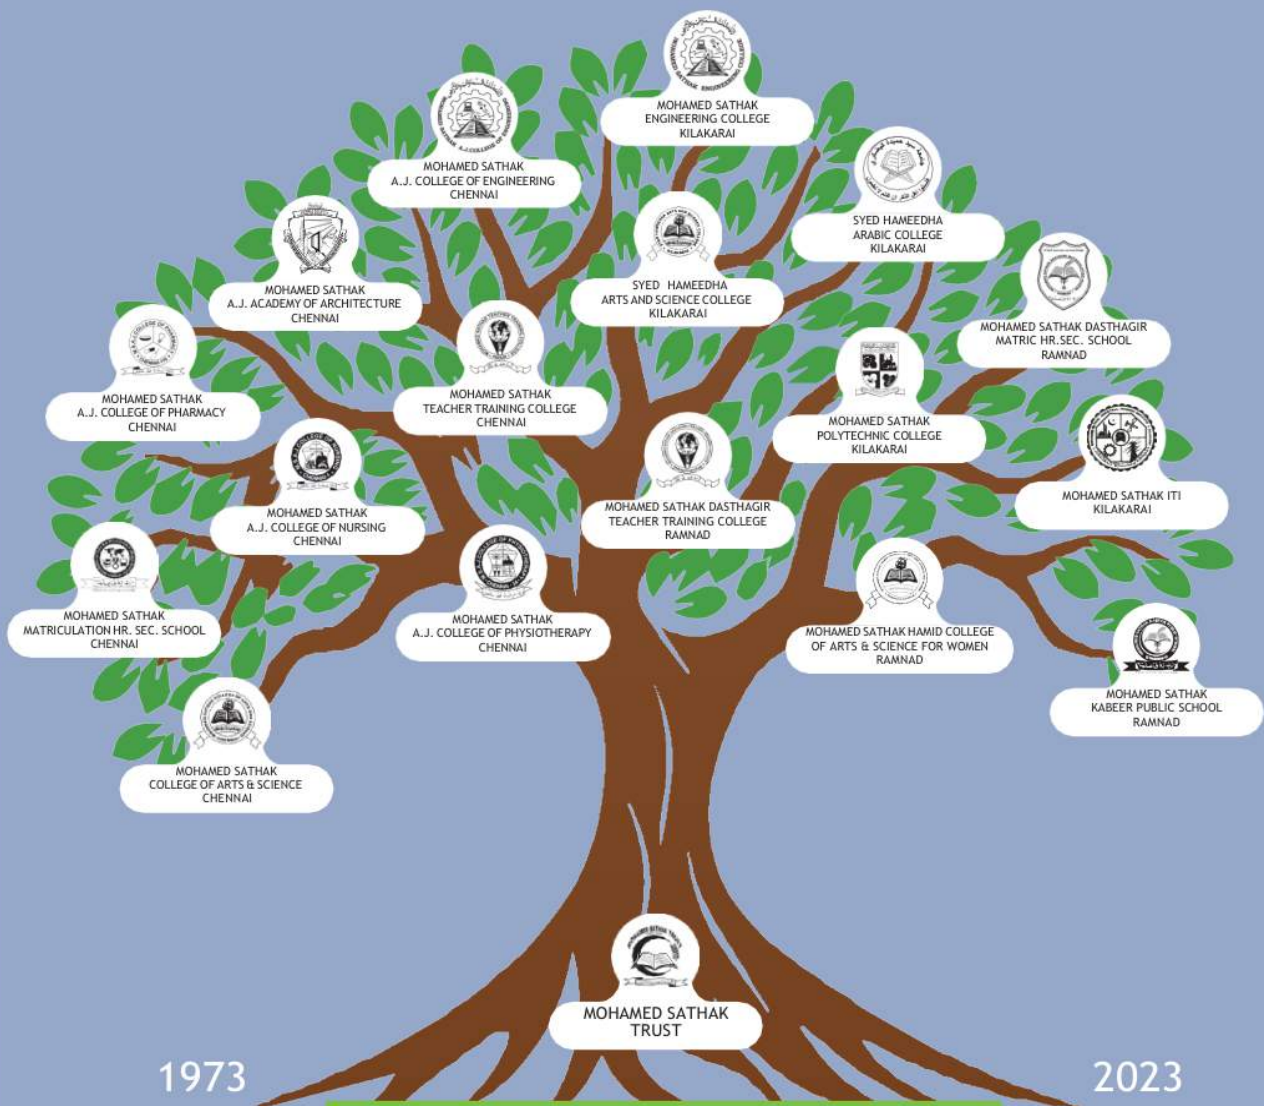 MOHAMED SATHAK
ENGINEERING COLLEGE
KILAKARAI
MOHAMED SATHAK
A.J. COLLEGE OF ENGINEERING
CHENNAI
SYED HAMEEDHA
ARABIC COLLEGE
KILAKARAI
MOHAMED SATHAK
A.J. ACADEMY OF ARCHITECTURE
CHENNAI
SYED HAMEEDHA
ARTS AND SCIENCE COLLEGE
KILAKARAI
MOHAMED SATHAK DASTHAGIR
MATRIC HR.SEC. SCHOOL
RAMNAD
MOHAMED SATHAK
A.J. COLLEGE OF PHARMACY
CHENNAI
MOHAMED SATHAK
TEACHER TRAINING COLLEGE
CHENNAI
MOHAMED SATHAK
POLYTECHNIC COLLEGE
KILAKARAI
MOHAMED SATHAK
A.J. COLLEGE OF NURSING
CHENNAI
MOHAMED SATHAK DASTHAGIR
TEACHER TRAINING COLLEGE
RAMNAD
MOHAMED SATHAK ITI
KILAKARAI
MOHAMED SATHAK
MATRICULATION HR. SEC. SCHOOL
CHENNAI
MOHAMED SATHAK
A.J. COLLEGE OF PHYSIOTHERAPY
CHENNAI
MOHAMED SATHAK HAMID COLLEGE
OF ARTS & SCIENCE FOR WOMEN
RAMNAD
MOHAMED SATHAK
KABEER PUBLIC SCHOOL
RAMNAD
MOHAMED SATHAK
COLLEGE OF ARTS & SCIENCE
CHENNAI
MOHAMED SATHAK
TRUST
1973
2023